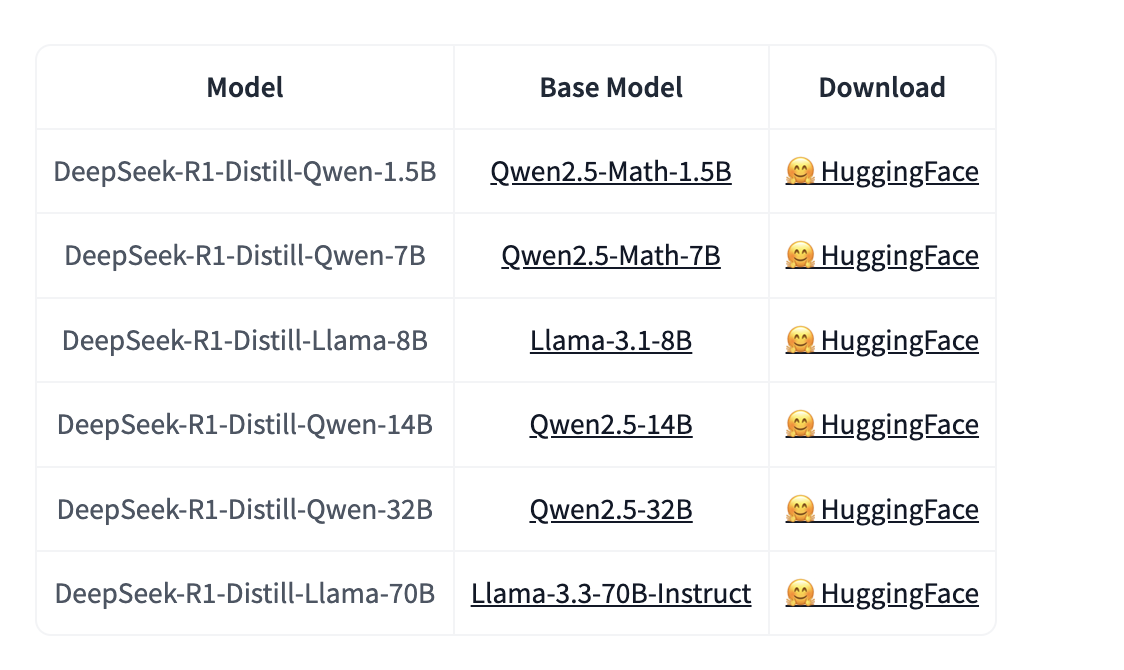 Model Base Model Download
DeepSeek-R1-Distill-Qwen-1.5B Qwen2.5-Math-1.5B 🤗 HuggingFace
DeepSeek-R1-Distill-Qwen-7B Qwen2.5-Math-7B 🤗 HuggingFace
DeepSeek-R1-Distill-Llama-8B Llama-3.1-8B 🤗 HuggingFace
DeepSeek-R1-Distill-Qwen-14B Qwen2.5-14B 🤗 HuggingFace
DeepSeek-R1-Distill-Qwen-32B Qwen2.5-32B 🤗 HuggingFace
DeepSeek-R1-Distill-Llama-70B Llama-3.3-70B-Instruct 🤗 HuggingFace